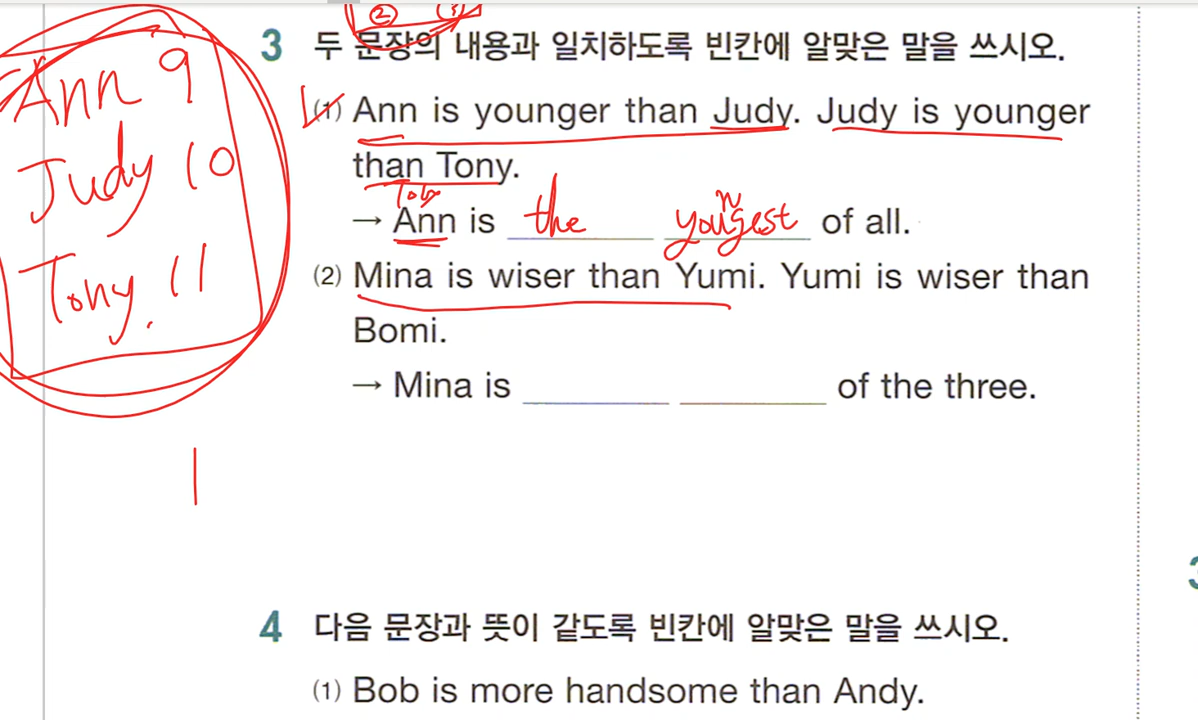 ② (3)
3 두 문장의 내용과 일치하도록 빈칸에 알맞은 말을 쓰시오.
Ann 9
Judy 10
Tony 11
(1) Ann is younger than Judy. Judy is younger
than Tony.
→ Ann is the youngest of all.
(2) Mina is wiser than Yumi. Yumi is wiser than
Bomi.
→ Mina is of the three.
4 다음 문장과 뜻이 같도록 빈칸에 알맞은 말을 쓰시오.
(1) Bob is more handsome than Andy.